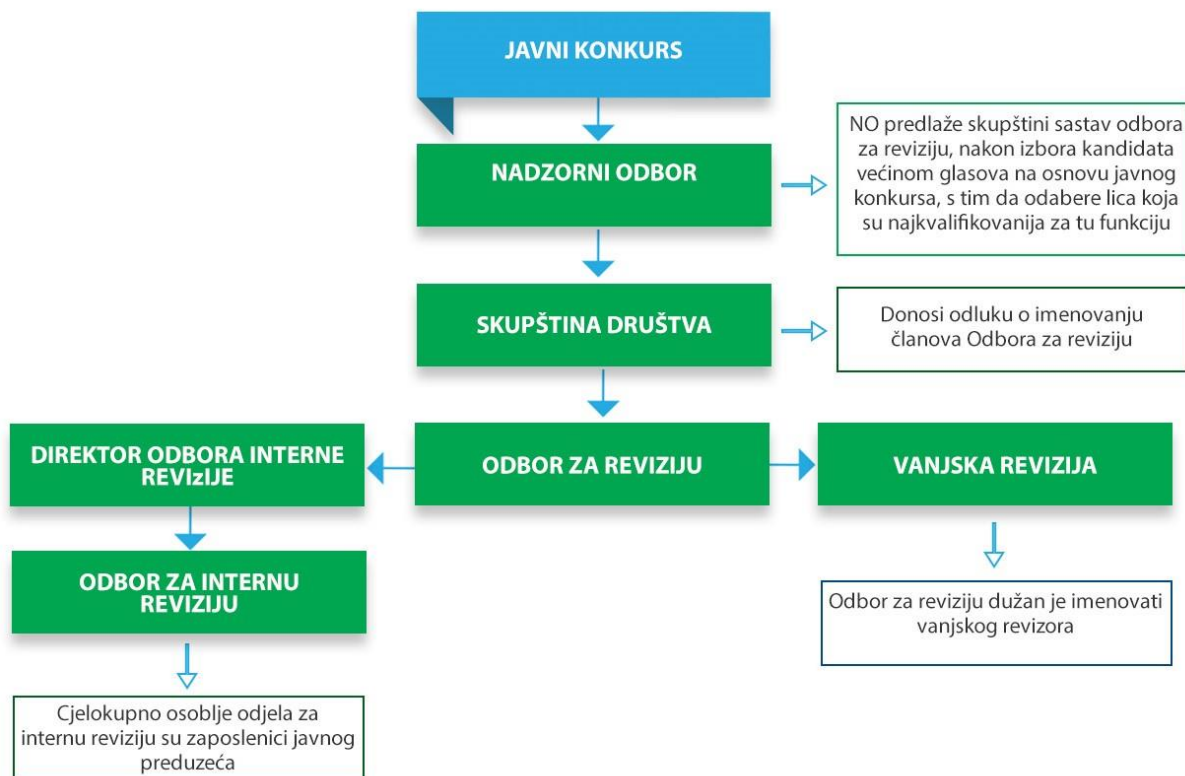 JAVNI KONKURS
NADZORNI ODBOR
NO predlaže skupštini sastav odbora
za reviziju, nakon izbora kandidata
većinom glasova na osnovu javnog
konkursa, s tim da odabere lica koja
su najkvalifikovanija za tu funkciju
SKUPŠTINA DRUŠTVA
Donosi odluku o imenovanju
članova Odbora za reviziju
DIREKTOR ODBORA INTERNE
REVIzIJE
ODBOR ZA REVIZIJU
VANJSKA REVIZIJA
ODBOR ZA INTERNU
REVIZIJU
Odbor za reviziju dužan je imenovati
vanjskog revizora
Cjelokupno osoblje odjela za
internu reviziju su zaposlenici javnog
preduzeća